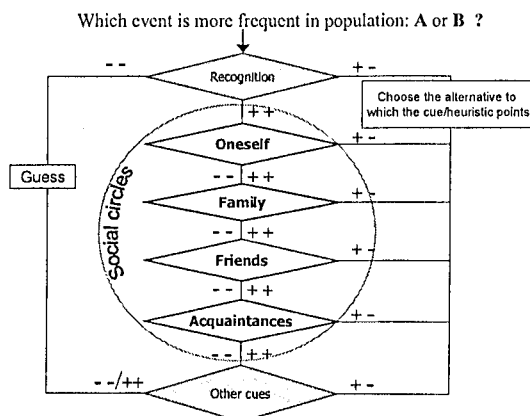 Which event is more frequent in population: A or B ?
- -
Recognition
+ -
Choose the alternative to
which the cue/heuristic points
+ +
Oneself
+ -
Guess
- - + +
Social circles
Family
+ -
- - + +
Friends
+ -
- - + +
Acquaintances
+ -
- - + +
- -/+ +
Other cues
+ -